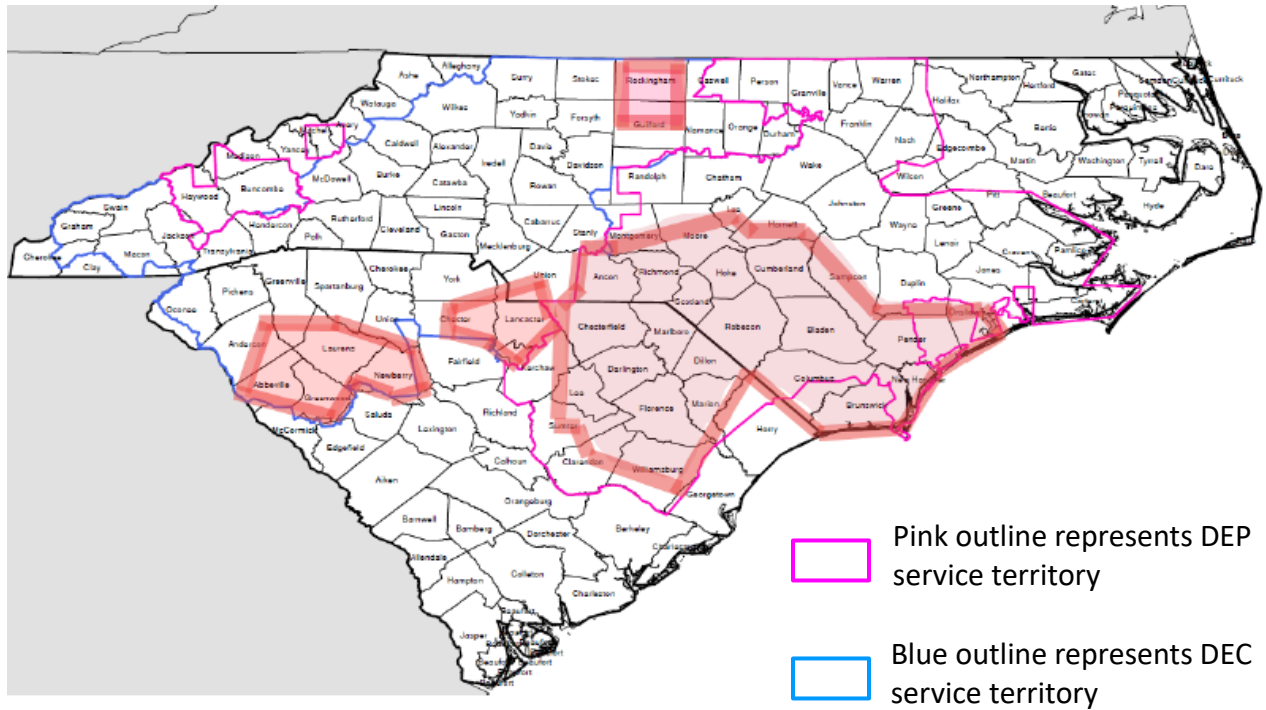 Ashe
Alleghany
Surry
Stokes
Rockingham
Caswell
Person
Granville
Vance
Warren
Northampton
Hertford
Gates
Currituck
Halifax
Watauga
Wilkes
Yadkin
Forsyth
Guilford
Alamance
Orange
Durham
Franklin
Nash
Bertie
Avery
Yancey
Madison
Caldwell
Alexander
Iredell
Davie
Davidson
Randolph
Chatham
Wake
Edgecombe
Martin
Washington
Tyrrell
Dare
Wilson
Buncombe
McDowell
Burke
Catawba
Rowan
Haywood
Swain
Graham
Jackson
Henderson
Rutherford
Cleveland
Lincoln
Gaston
Cabarrus
Stanly
Montgomery
Moore
Lee
Harnett
Johnston
Wayne
Greene
Pitt
Beaufort
Hyde
Cherokee
Clay
Macon
Transylvania
Polk
Mecklenburg
Union
Anson
Richmond
Hoke
Cumberland
Sampson
Duplin
Lenoir
Craven
Pamlico
Jones
Carteret
Onslow
Oconee
Pickens
Greenville
Spartanburg
Cherokee
York
Union
Chester
Lancaster
Chesterfield
Marlboro
Scotland
Robeson
Bladen
Pender
Anderson
Laurens
Newberry
Fairfield
Kershaw
Darlington
Dillon
Columbus
New Hanover
Brunswick
Abbeville
Greenwood
Saluda
McCormick
Edgefield
Lexington
Richland
Lee
Sumter
Florence
Marion
Horry
Clarendon
Williamsburg
Georgetown
Aiken
Calhoun
Orangeburg
Barnwell
Bamberg
Dorchester
Berkeley
Charleston
Allendale
Hampton
Colleton
Charleston
Jasper
Beaufort
Beaufort
Beaufort
Pink outline represents DEP
service territory
Blue outline represents DEC
service territory